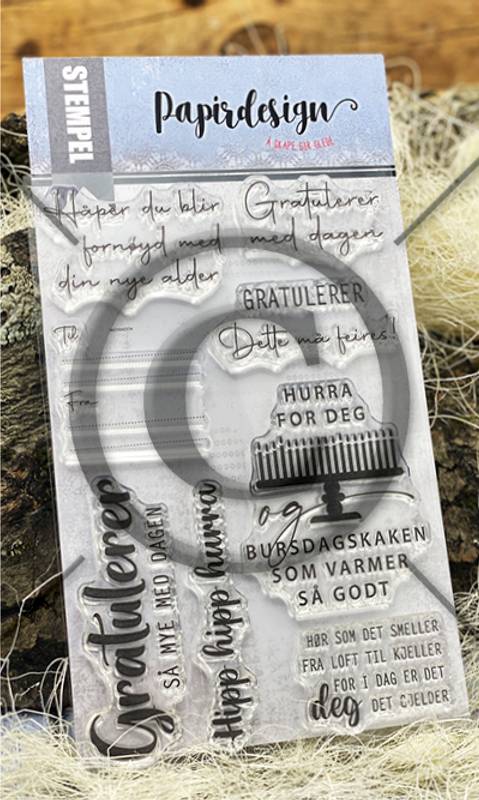 STEMPEL
Papirdesign
Å SKAPE GIR GLEDE
Håper du blir
fornøyd med
din nye alder
Gratulerer
med dagen
GRATULERER
Dette må feires!
Til
Fra
HURRA
FOR DEG
og
BURSDAGSKAKEN
SOM VARMER
SÅ GODT
Gratulerer
SÅ MYE MED DAGEN
Hipp hipp hurra
HØR SOM DET SMELLER
FRA LOFT TIL KJELLER
FOR I DAG ER DET
deg DET GJELDER
©